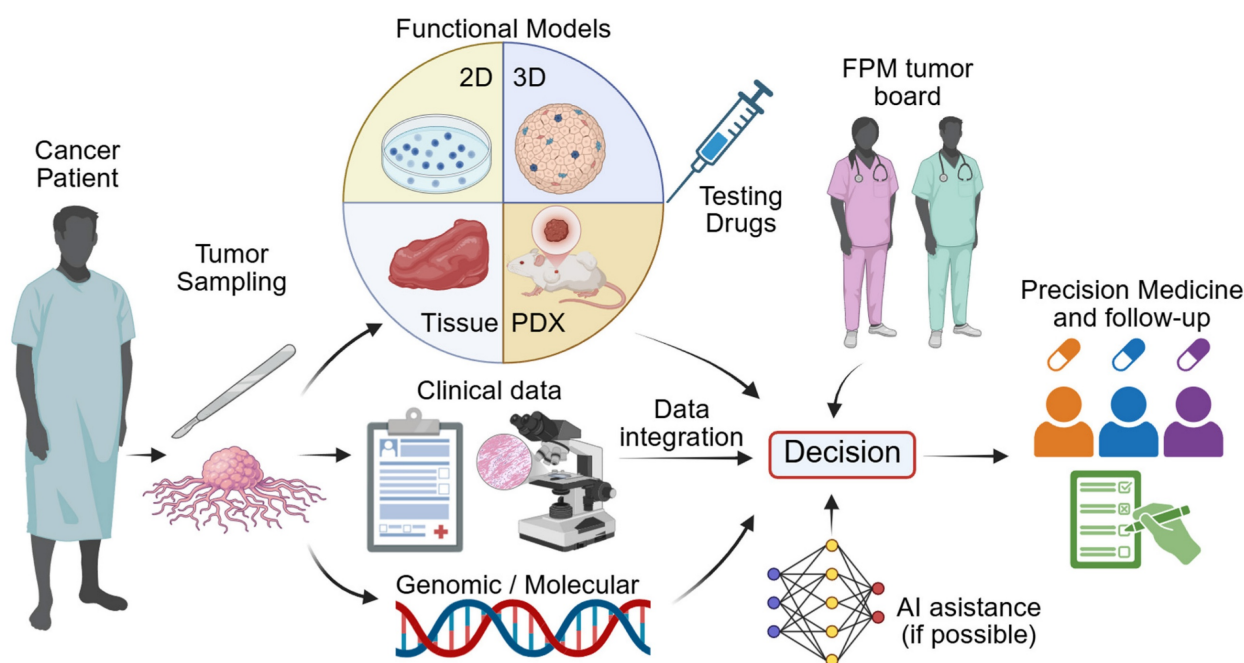 Functional Models
2D
3D
Tissue
PDX
Testing
Drugs
FPM tumor
board
Cancer
Patient
Tumor
Sampling
Clinical data
Data
integration
Decision
Precision Medicine
and follow-up
Genomic / Molecular
AI asistance
(if possible)